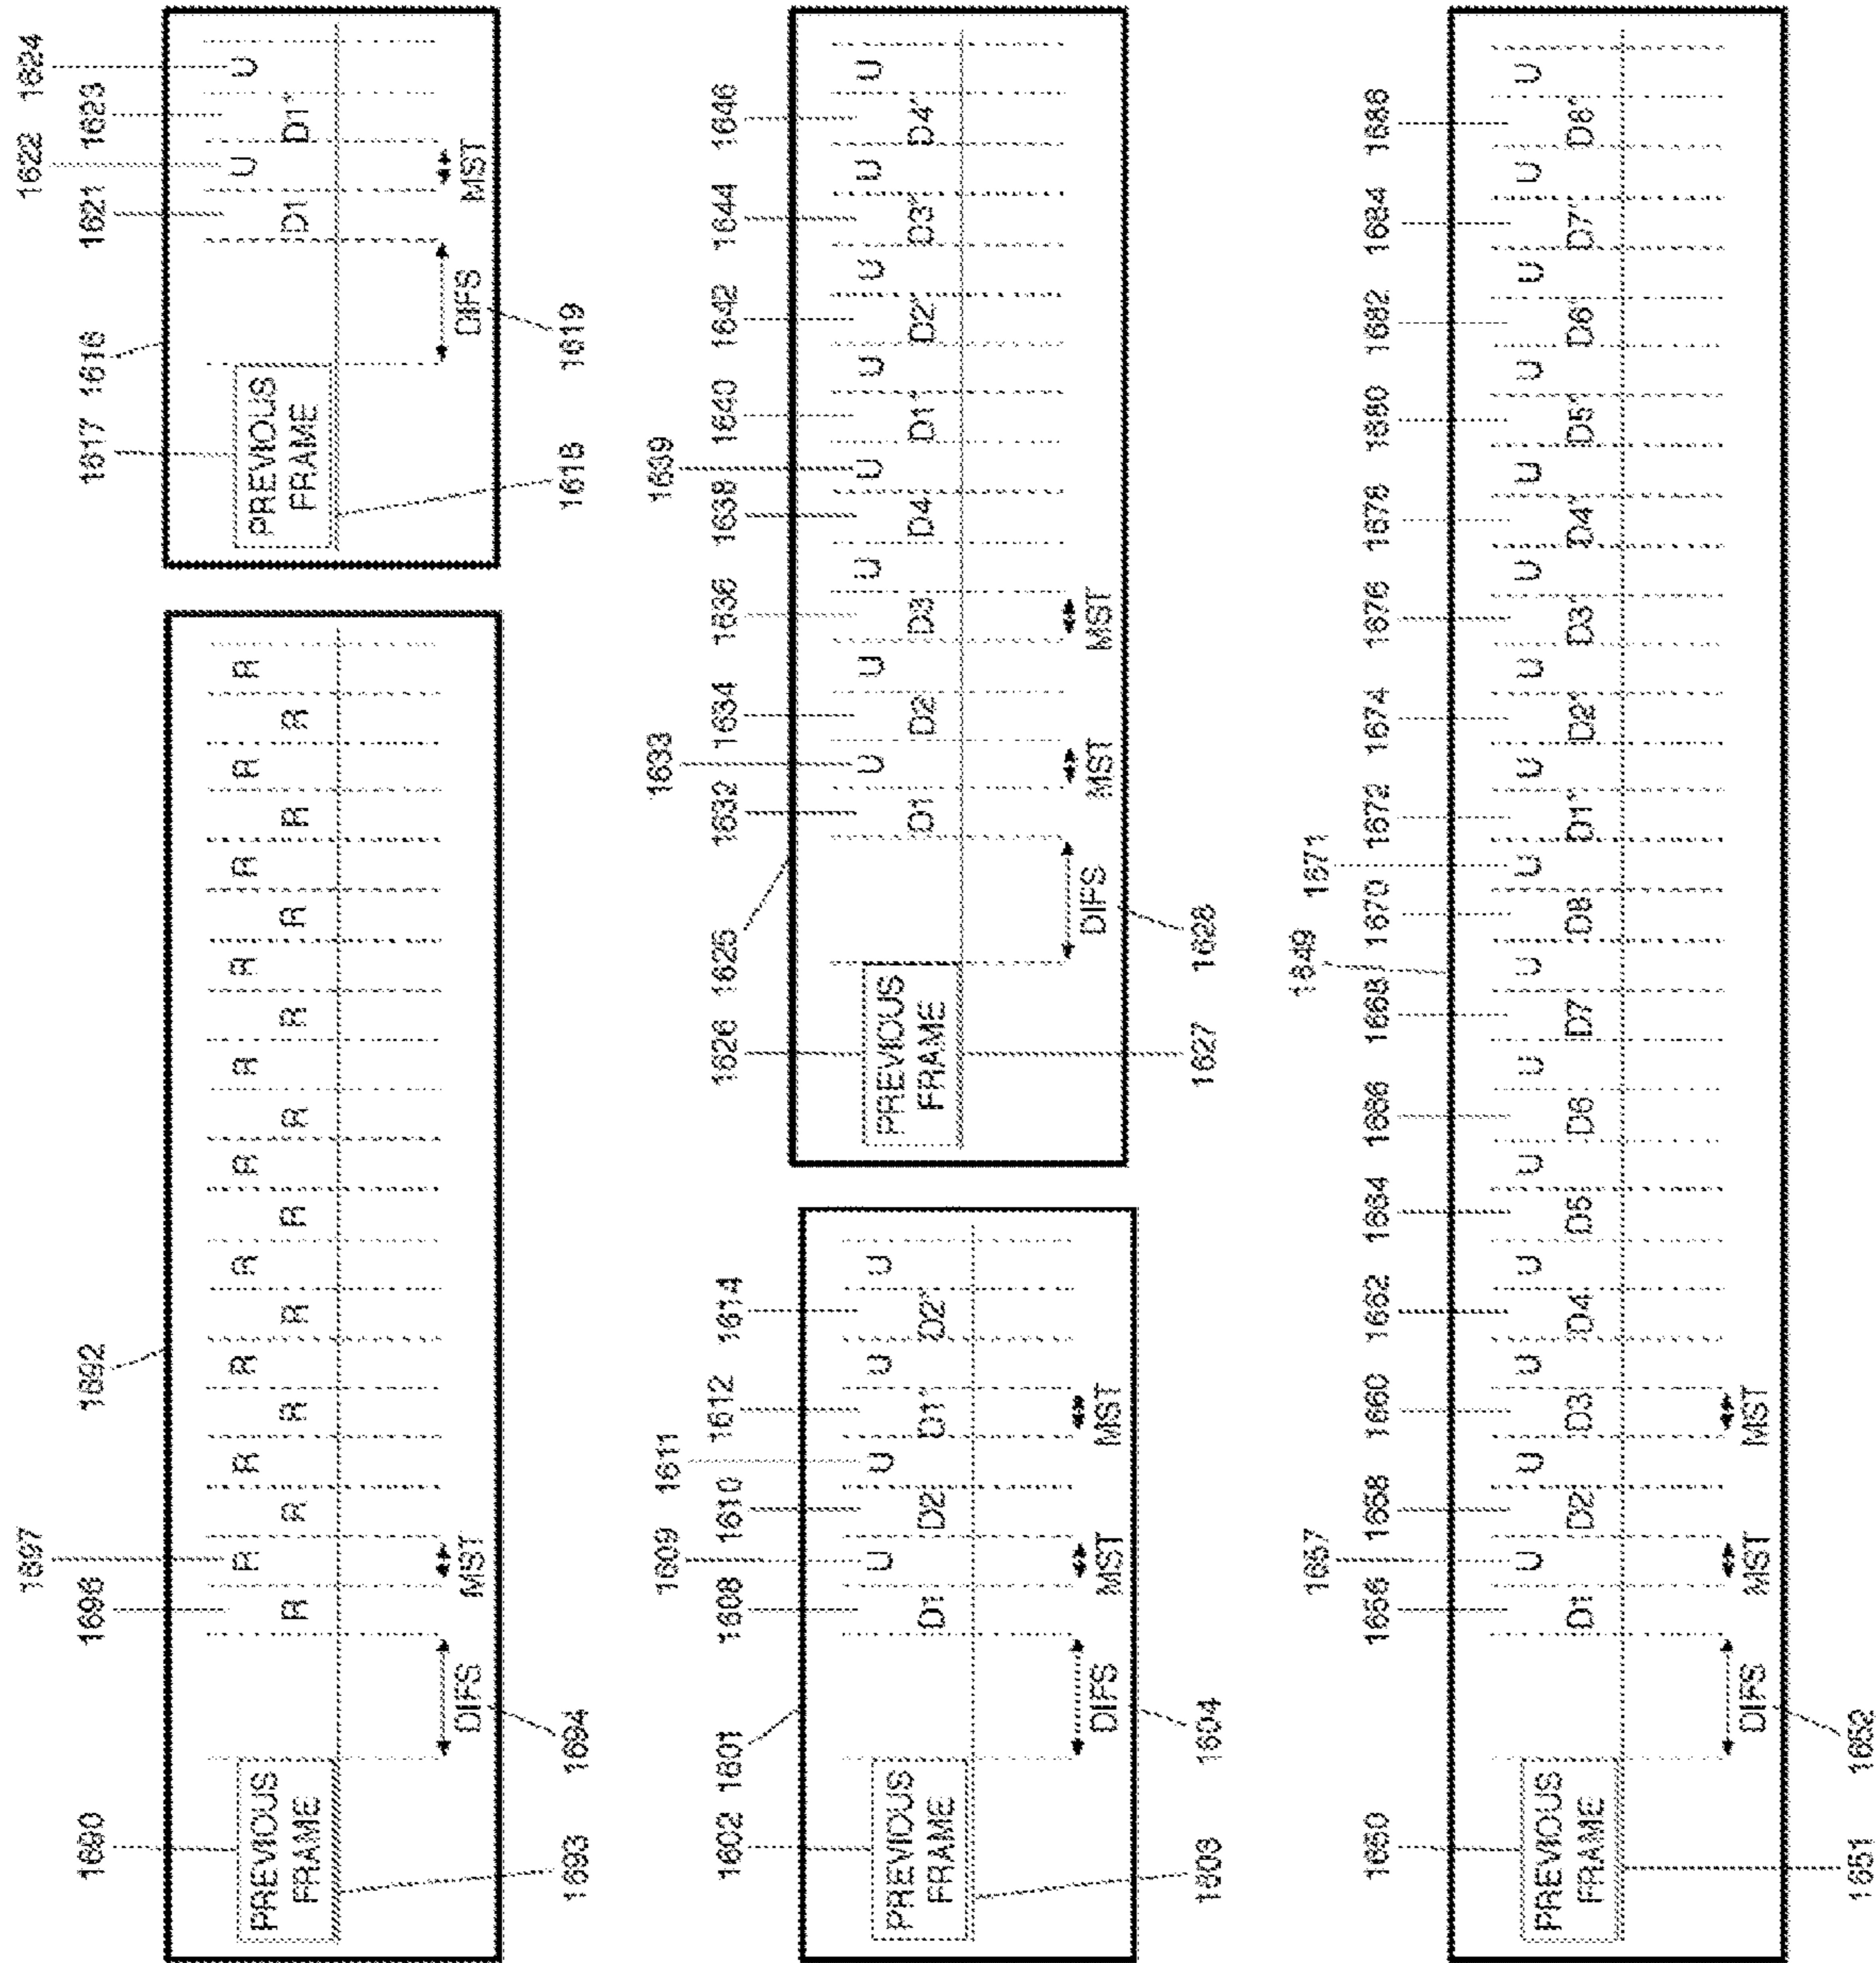 1692
1690 1696 1697
PREVIOUS
FRAME
R R R R R R R R R R
R R R R R R R R R R
DIFS MST
1693 1694
1622 1624
1617 1616 1621 1623
PREVIOUS
FRAME
U U
D1 D1*
DIFS MST
1618 1619
1609 1611
1602 1601 1608 1610 1612 1614
PREVIOUS
FRAME
U U U U
D1 D2 D1* D2*
DIFS MST MST
1603 1604
1633 1639
1626 1625 1632 1634 1636 1638 1640 1642 1644 1646
PREVIOUS
FRAME
U U U U U U U U
D1 D2 D3 D4 D1* D2* D3* D4*
DIFS MST MST
1627 1628
1657 1649 1671
1650 1656 1658 1660 1662 1664 1666 1668 1670 1672 1674 1676 1678 1680 1682 1684 1686
PREVIOUS
FRAME
U U U U U U U U U U U U U U U U
D1 D2 D3 D4 D5 D6 D7 D8 D1* D2* D3* D4* D5* D6* D7* D8*
DIFS MST MST
1651 1652